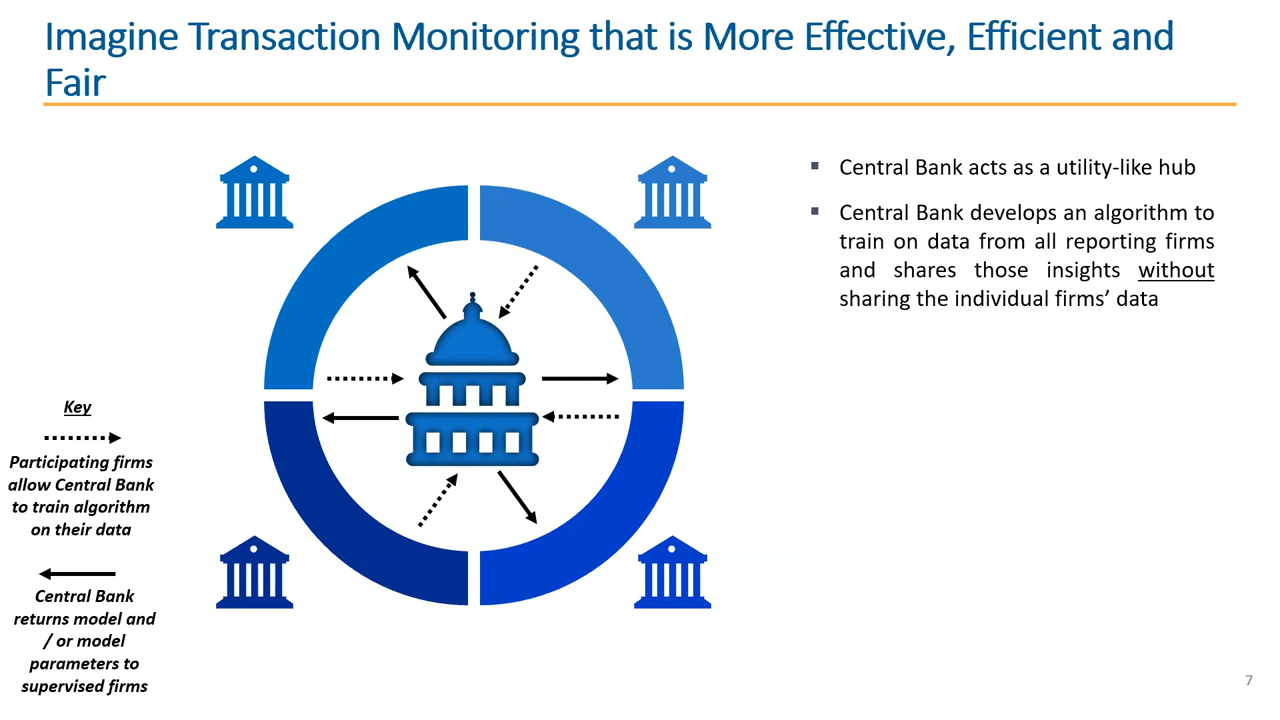 Imagine Transaction Monitoring that is More Effective, Efficient and
Fair
▪ Central Bank acts as a utility-like hub
▪ Central Bank develops an algorithm to
train on data from all reporting firms
and shares those insights without
sharing the individual firms’ data
Key
Participating firms
allow Central Bank
to train algorithm
on their data
Central Bank
returns model and
/ or model
parameters to
supervised firms
7